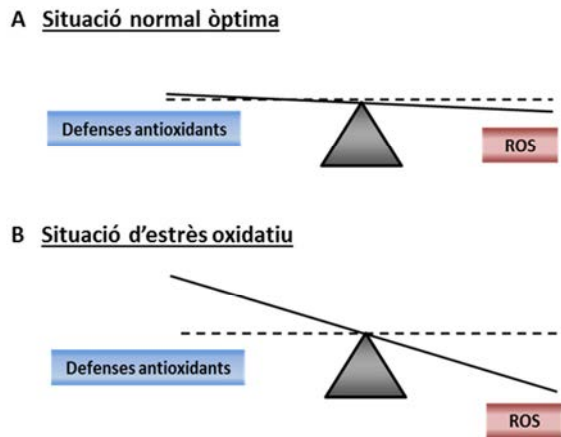 A Situació normal òptima
Defenses antioxidants
ROS
B Situació d'estrès oxidatiu
Defenses antioxidants
ROS